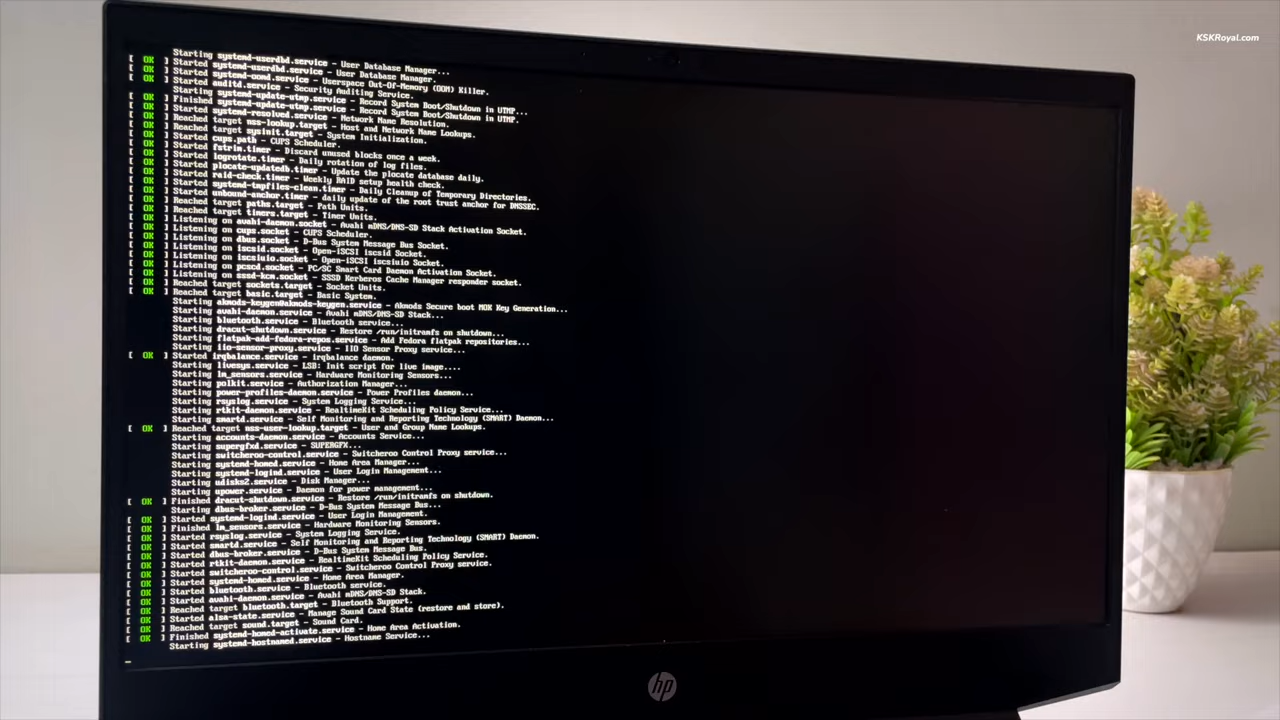 KSKRoyal.com
Starting systemd-userdbd.service - User Database Manager...
[ OK ] Started systemd-userdbd.service - User Database Manager.
[ OK ] Started systemd-oomd.service - Userspace Out-Of-Memory (OOM) Killer.
[ OK ] Started auditd.service - Security Auditing Service.
Starting systemd-update-utmp.service - Record System Boot/Shutdown in UTMP...
[ OK ] Finished systemd-update-utmp.service - Record System Boot/Shutdown in UTMP.
[ OK ] Started systemd-resolved.service - Network Name Resolution.
[ OK ] Reached target nss-lookup.target - Host and Network Name Lookups.
[ OK ] Reached target sysinit.target - System Initialization.
[ OK ] Started cups.path - CUPS Scheduler.
[ OK ] Started fstrim.timer - Discard unused blocks once a week.
[ OK ] Started logrotate.timer - Daily rotation of log files.
[ OK ] Started plocate-updatedb.timer - Update the plocate database daily.
[ OK ] Started raid-check.timer - Weekly RAID setup health check.
[ OK ] Started systemd-tmpfiles-clean.timer - Daily Cleanup of Temporary Directories.
[ OK ] Started unbound-anchor.timer - daily update of the root trust anchor for DNSSEC.
[ OK ] Reached target paths.target - Path Units.
[ OK ] Reached target timers.target - Timer Units.
[ OK ] Listening on avahi-daemon.socket - Avahi mDNS/DNS-SD Stack Activation Socket.
[ OK ] Listening on cups.socket - CUPS Scheduler.
[ OK ] Listening on dbus.socket - D-Bus System Message Bus Socket.
[ OK ] Listening on iscsid.socket - Open-iSCSI iscsid Socket.
[ OK ] Listening on iscsiuio.socket - Open-iSCSI iscsiuio Socket.
[ OK ] Listening on pcscd.socket - PC/SC Smart Card Daemon Activation Socket.
[ OK ] Listening on sssd-kcm.socket - SSSD Kerberos Cache Manager responder socket.
[ OK ] Reached target sockets.target - Socket Units.
[ OK ] Reached target basic.target - Basic System.
Starting akmods-keygen@akmods-keygen.service - Akmods Secure boot MOK Key Generation...
Starting avahi-daemon.service - Avahi mDNS/DNS-SD Stack...
Starting bluetooth.service - Bluetooth service...
Starting dracut-shutdown.service - Restore /run/initramfs on shutdown...
Starting flatpak-add-fedora-repos.service - Add Fedora flatpak repositories...
Starting iio-sensor-proxy.service - IIO Sensor Proxy service...
[ OK ] Started irqbalance.service - irqbalance daemon.
Starting livesys.service - LSB: Init script for live image....
Starting lm_sensors.service - Hardware Monitoring Sensors...
Starting polkit.service - Authorization Manager...
Starting power-profiles-daemon.service - Power Profiles daemon...
Starting rsyslog.service - System Logging Service...
Starting rtkit-daemon.service - RealtimeKit Scheduling Policy Service...
Starting smartd.service - Self Monitoring and Reporting Technology (SMART) Daemon...
[ OK ] Reached target nss-user-lookup.target - User and Group Name Lookups.
Starting accounts-daemon.service - Accounts Service...
Starting supergfxd.service - SUPERGFX...
Starting switcheroo-control.service - Switcheroo Control Proxy service...
Starting systemd-homed.service - Home Area Manager...
Starting systemd-logind.service - User Login Management...
Starting udisks2.service - Disk Manager...
Starting upower.service - Daemon for power management...
[ OK ] Finished dracut-shutdown.service - Restore /run/initramfs on shutdown.
Starting dbus-broker.service - D-Bus System Message Bus...
[ OK ] Started systemd-logind.service - User Login Management.
[ OK ] Finished lm_sensors.service - Hardware Monitoring Sensors.
[ OK ] Started rsyslog.service - System Logging Service.
[ OK ] Started smartd.service - Self Monitoring and Reporting Technology (SMART) Daemon.
[ OK ] Started dbus-broker.service - D-Bus System Message Bus.
[ OK ] Started rtkit-daemon.service - RealtimeKit Scheduling Policy Service.
[ OK ] Started switcheroo-control.service - Switcheroo Control Proxy service.
[ OK ] Started systemd-homed.service - Home Area Manager.
[ OK ] Started bluetooth.service - Bluetooth service.
[ OK ] Started avahi-daemon.service - Avahi mDNS/DNS-SD Stack.
[ OK ] Reached target bluetooth.target - Bluetooth Support.
[ OK ] Started alsa-state.service - Manage Sound Card State (restore and store).
[ OK ] Reached target sound.target - Sound Card.
[ OK ] Finished systemd-homed-activate.service - Home Area Activation.
Starting systemd-hostnamed.service - Hostname Service...
hp